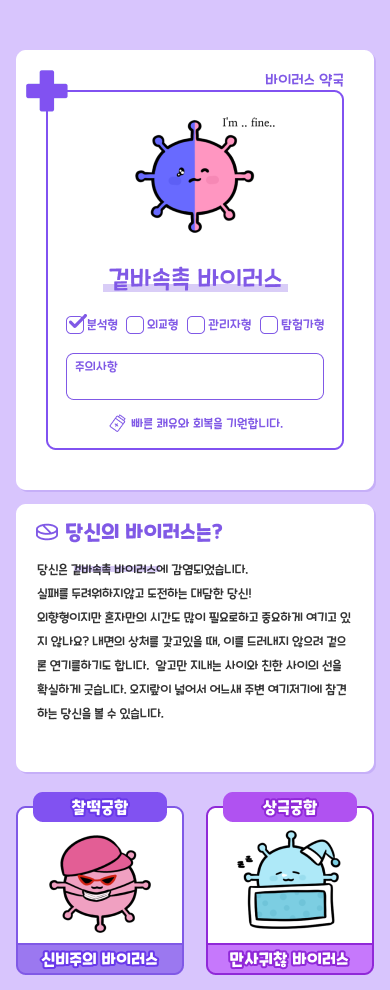 바이러스 약국
I'm .. fine..
겉바속촉 바이러스
분석형 외교형 관리자형 탐험가형
주의사항
빠른 쾌유와 회복을 기원합니다.
당신의 바이러스는?
당신은 겉바속촉 바이러스에 감염되었습니다.
실패를 두려워하지않고 도전하는 대담한 당신!
외향형이지만 혼자만의 시간도 많이 필요로하고 중요하게 여기고 있
지 않나요? 내면의 상처를 갖고있을 때, 이를 드러내지 않으려 겉으
론 연기를하기도 합니다. 알고만 지내는 사이와 친한 사이의 선을
확실하게 긋습니다. 오지랖이 넓어서 어느새 주변 여기저기에 참견
하는 당신을 볼 수 있습니다.
찰떡궁합
상극궁합
z z
신비주의 바이러스
만사귀찮 바이러스